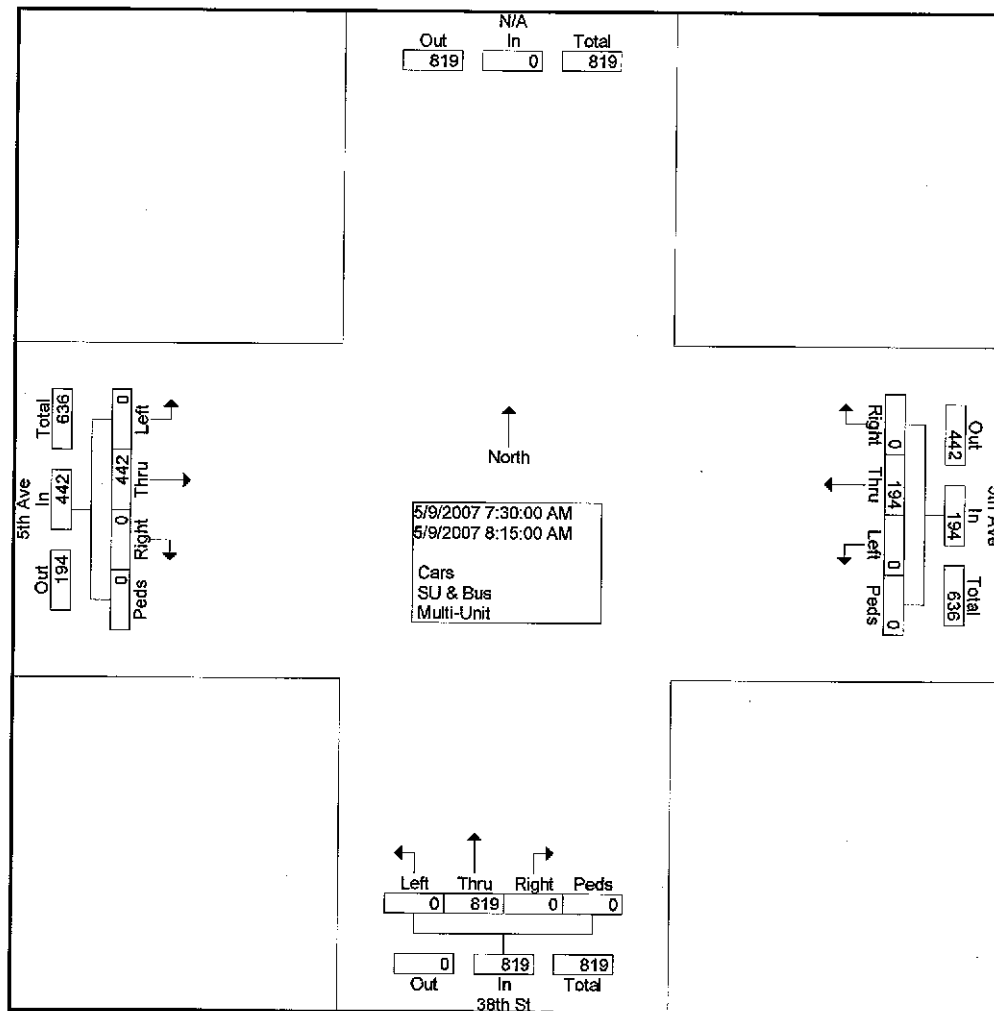 N/A
Out In Total
819 0 819
Total 636
In 442
Out 194
5th Ave
0 442 0 0
Left Thru Right Peds
North
5/9/2007 7:30:00 AM
5/9/2007 8:15:00 AM
Cars
SU & Bus
Multi-Unit
Right Thru Left Peds
0 194 0 0
Out 442
In 194
Total 636
Ave
Left Thru Right Peds
0 819 0 0
0 819 819
Out In Total
38th St